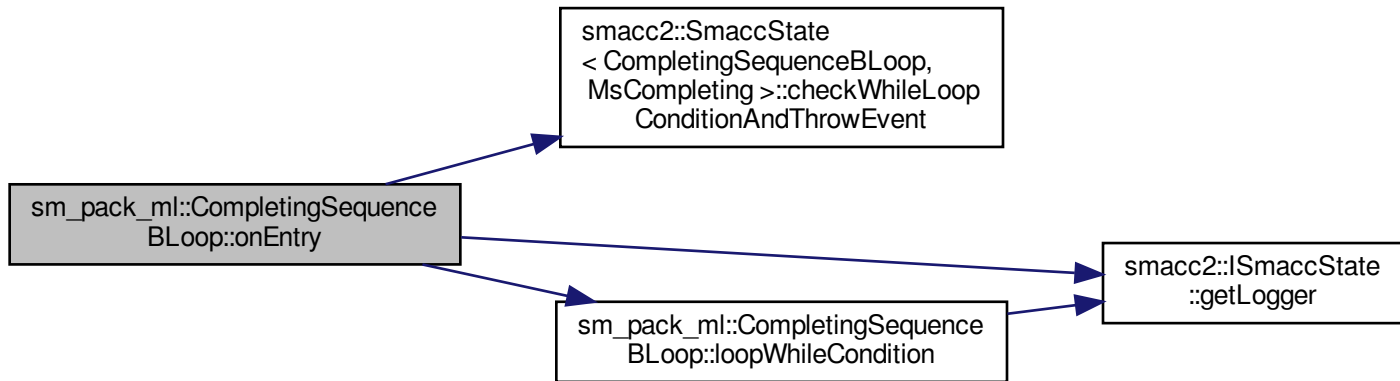 smacc2::SmaccState
< CompletingSequenceBLoop,
MsCompleting >::checkWhileLoop
ConditionAndThrowEvent
sm_pack_ml::CompletingSequence
BLoop::onEntry
smacc2::ISmaccState
::getLogger
sm_pack_ml::CompletingSequence
BLoop::loopWhileCondition